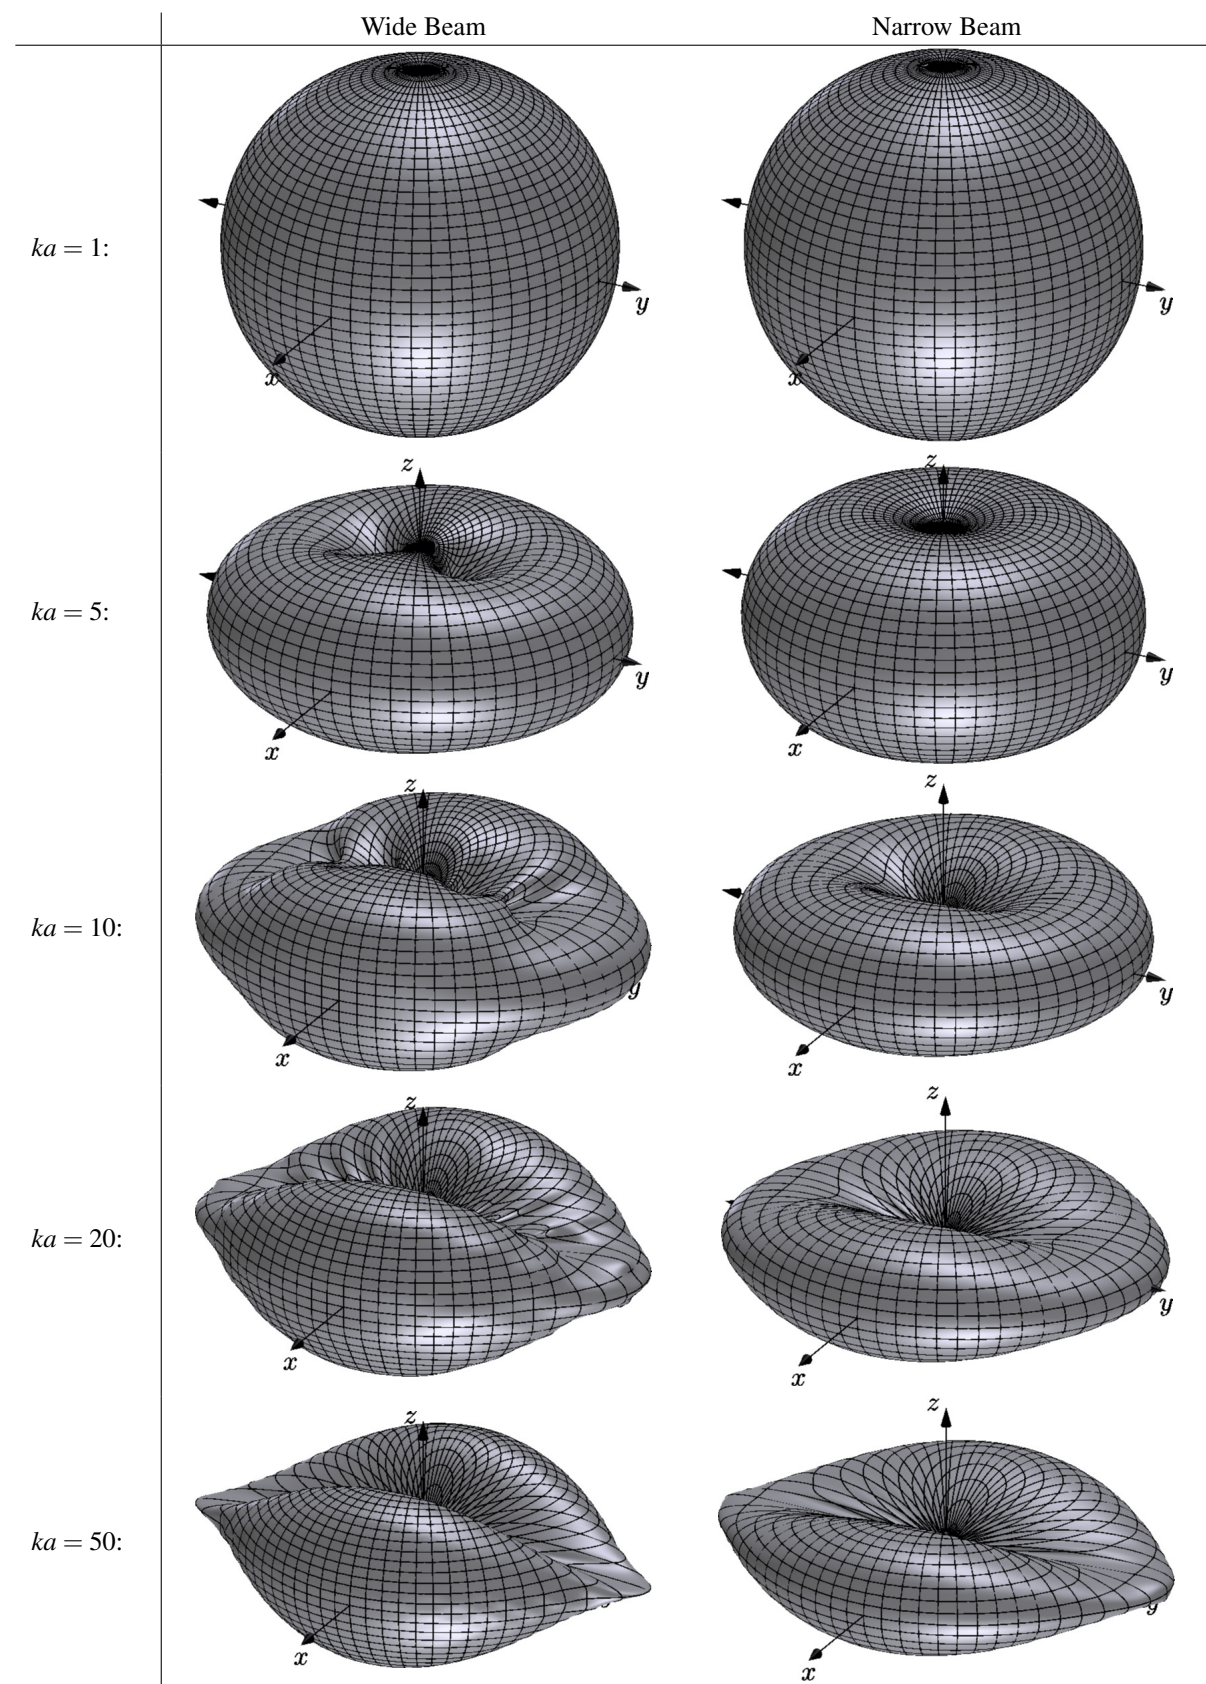 Wide Beam Narrow Beam
ka = 1:
x y x y
ka = 5:
z x y z x y
ka = 10:
z x y z x y
ka = 20:
z x z x y
ka = 50:
z x z x y